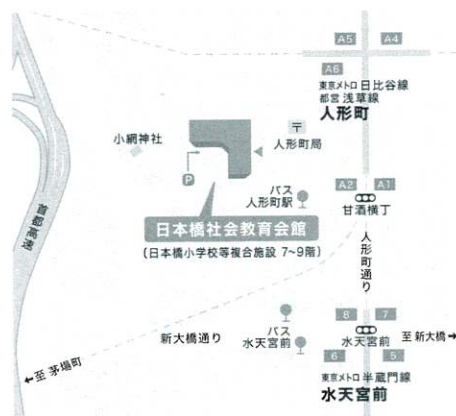 A5
A4
A6
東京メトロ 日比谷線
都営 浅草線
人形町
小網神社
〒
人形町局
P
バス
人形町駅
A2
A1
甘酒横丁
日本橋社会教育会館
(日本橋小学校等複合施設 7~9階)
首都高速
人形町通り
8
7
新大橋通り
バス
水天宮前
水天宮前
至 新大橋→
6
5
←至 茅場町
東京メトロ 半蔵門線
水天宮前